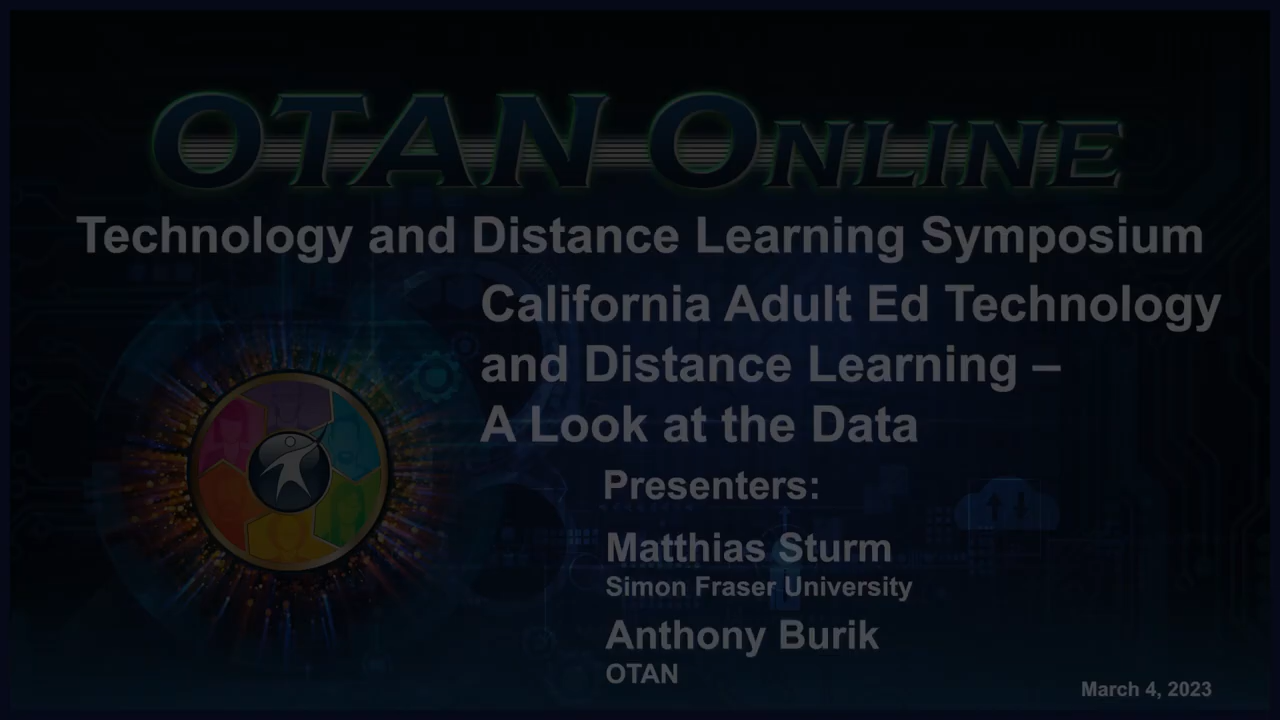 OTAN ONLINE
Technology and Distance Learning Symposium
California Adult Ed Technology
and Distance Learning –
A Look at the Data
Presenters:
Matthias Sturm
Simon Fraser University
Anthony Burik
OTAN
March 4, 2023